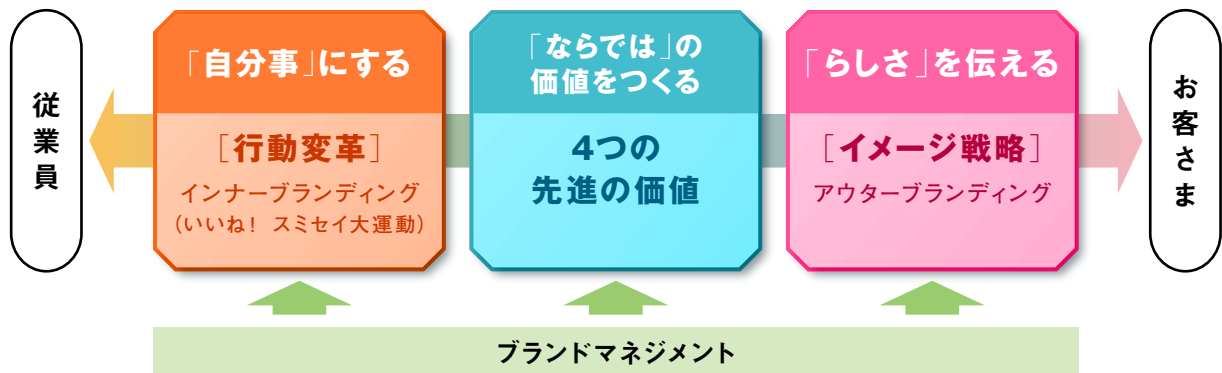 従業員
「自分事」にする
[行動変革]
インナーブランディング
(いいね！ スミセイ大運動)
「ならでは」の
価値をつくる
4つの
先進の価値
「らしさ」を伝える
[イメージ戦略]
アウターブランディング
お客さま
ブランドマネジメント